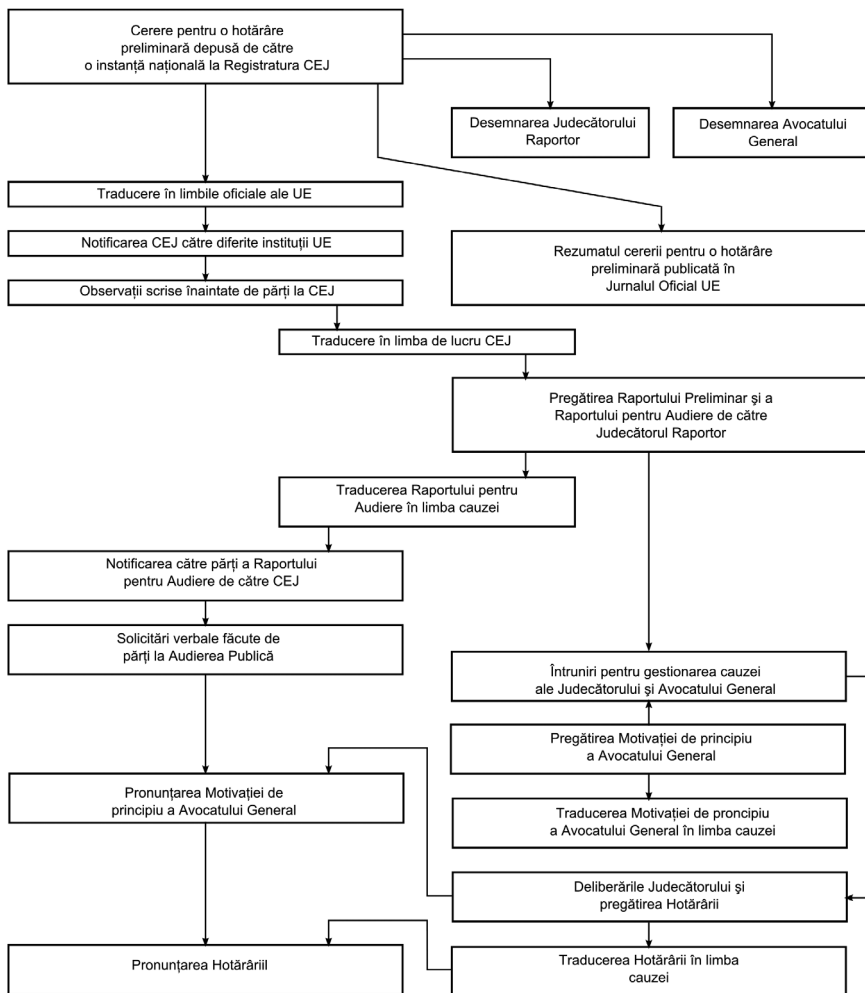 Cerere pentru o hotărâre
preliminară depusă de către
o instanță națională la Registratura CEJ
Desemnarea Judecătorului
Raportor
Desemnarea Avocatului
General
Traducere în limbile oficiale ale UE
Notificarea CEJ către diferite instituții UE
Observații scrise înaintate de părți la CEJ
Rezumatul cererii pentru o hotărâre
preliminară publicată în
Jurnalul Oficial UE
Traducere în limba de lucru CEJ
Pregătirea Raportului Preliminar şi a
Raportului pentru Audiere de către
Judecătorul Raportor
Traducerea Raportului pentru
Audiere în limba cauzei
Notificarea către părți a Raportului
pentru Audiere de către CEJ
Solicitări verbale făcute de
părți la Audierea Publică
Întruniri pentru gestionarea cauzei
ale Judecătorului şi Avocatului General
Pregătirea Motivației de principiu
a Avocatului General
Pronunțarea Motivației de
principiu a Avocatului General
Traducerea Motivației de proncipiu
a Avocatului General în limba cauzei
Deliberările Judecătorului şi
pregătirea Hotărârii
Pronunțarea Hotărâriil
Traducerea Hotărârii în limba
cauzei